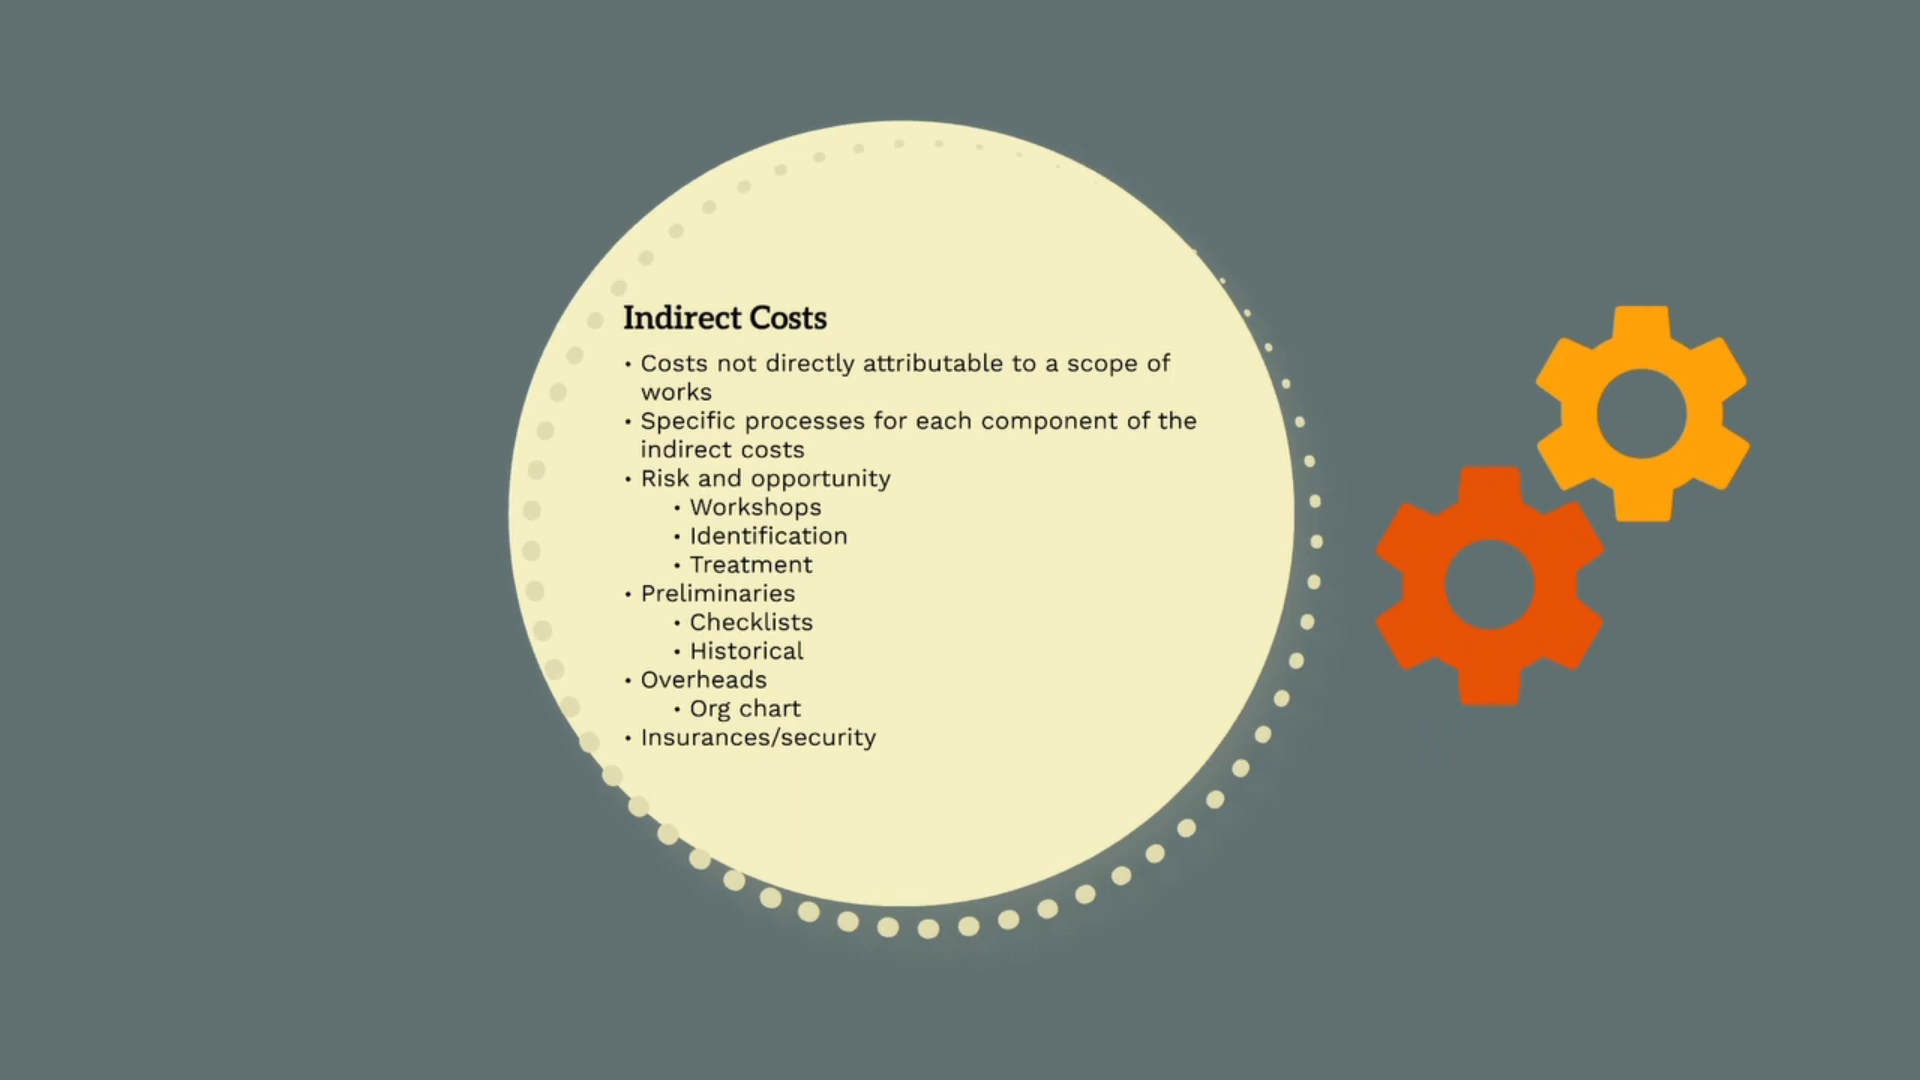 Indirect Costs
• Costs not directly attributable to a scope of
works
• Specific processes for each component of the
indirect costs
• Risk and opportunity
• Workshops
• Identification
• Treatment
• Preliminaries
• Checklists
• Historical
• Overheads
• Org chart
• Insurances/security